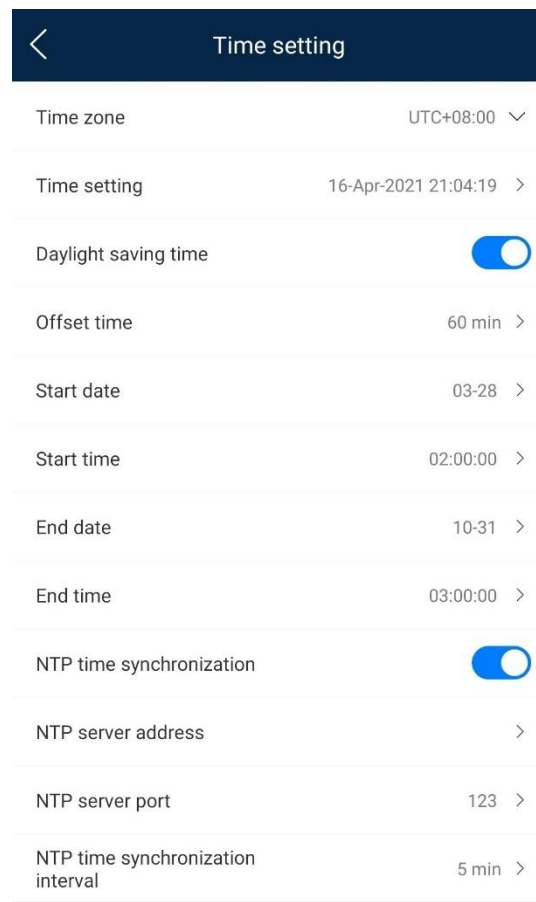 Time setting
Time zone UTC+08:00
Time setting 16-Apr-2021 21:04:19
Daylight saving time
Offset time 60 min
Start date 03-28
Start time 02:00:00
End date 10-31
End time 03:00:00
NTP time synchronization
NTP server address
NTP server port 123
NTP time synchronization
interval 5 min